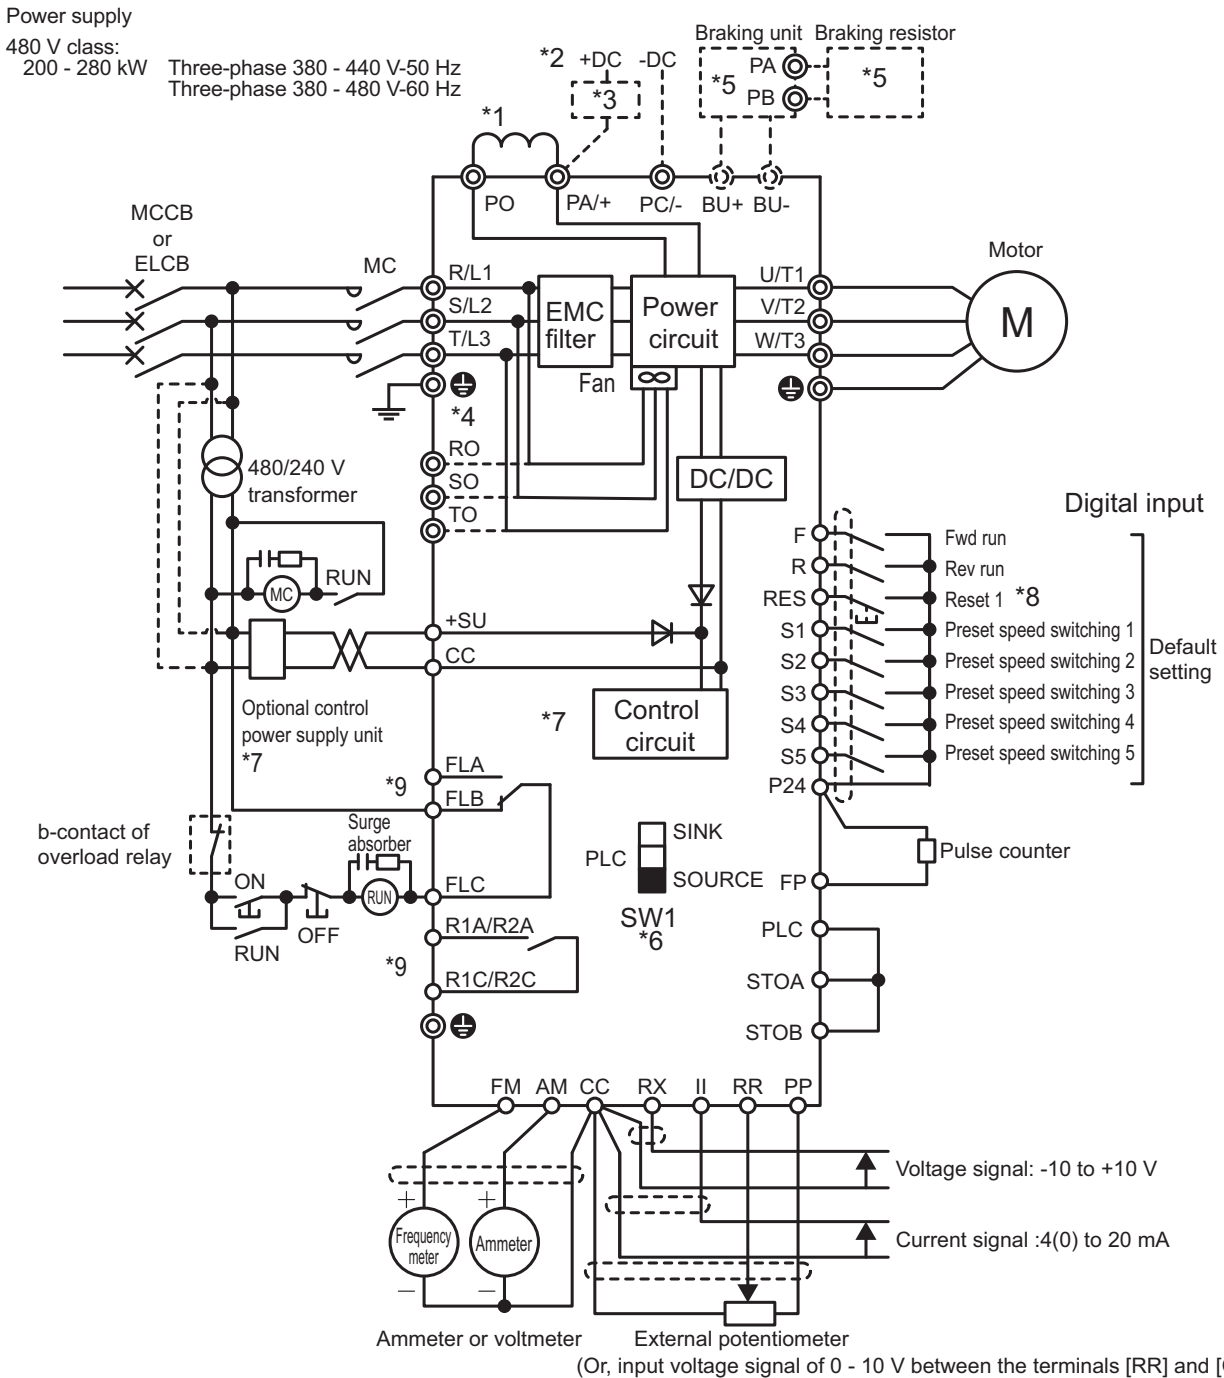 Power supply
480 V class:
200 - 280 kW Three-phase 380 - 440 V-50 Hz
Three-phase 380 - 480 V-60 Hz
Braking unit Braking resistor
*2 +DC -DC
PA
*5
*5
*3
PB
*1
PO PA/+ PC/- BU+ BU-
MCCB
or
ELCB
MC
R/L1
S/L2
T/L3
EMC
filter
Power
circuit
U/T1
V/T2
W/T3
Motor
M
Fan
*4
RO
SO
TO
480/240 V
transformer
DC/DC
Digital input
F Fwd run
R Rev run
RES Reset 1 *8
S1 Preset speed switching 1
S2 Preset speed switching 2
S3 Preset speed switching 3
S4 Preset speed switching 4
S5 Preset speed switching 5
P24
Default
setting
MC
RUN
+SU
CC
Optional control
power supply unit
*7
*7
Control
circuit
*9
FLA
FLB
FLC
b-contact of
overload relay
Surge
absorber
ON
RUN
OFF
RUN
PLC
SINK
SOURCE
SW1
*6
Pulse counter
FP
PLC
STOA
STOB
R1A/R2A
*9
R1C/R2C
FM AM CC RX II RR PP
Voltage signal: -10 to +10 V
+ +
Frequency
meter
Ammeter
Current signal :4(0) to 20 mA
— —
Ammeter or voltmeter
External potentiometer
(Or, input voltage signal of 0 - 10 V between the terminals [RR] and [